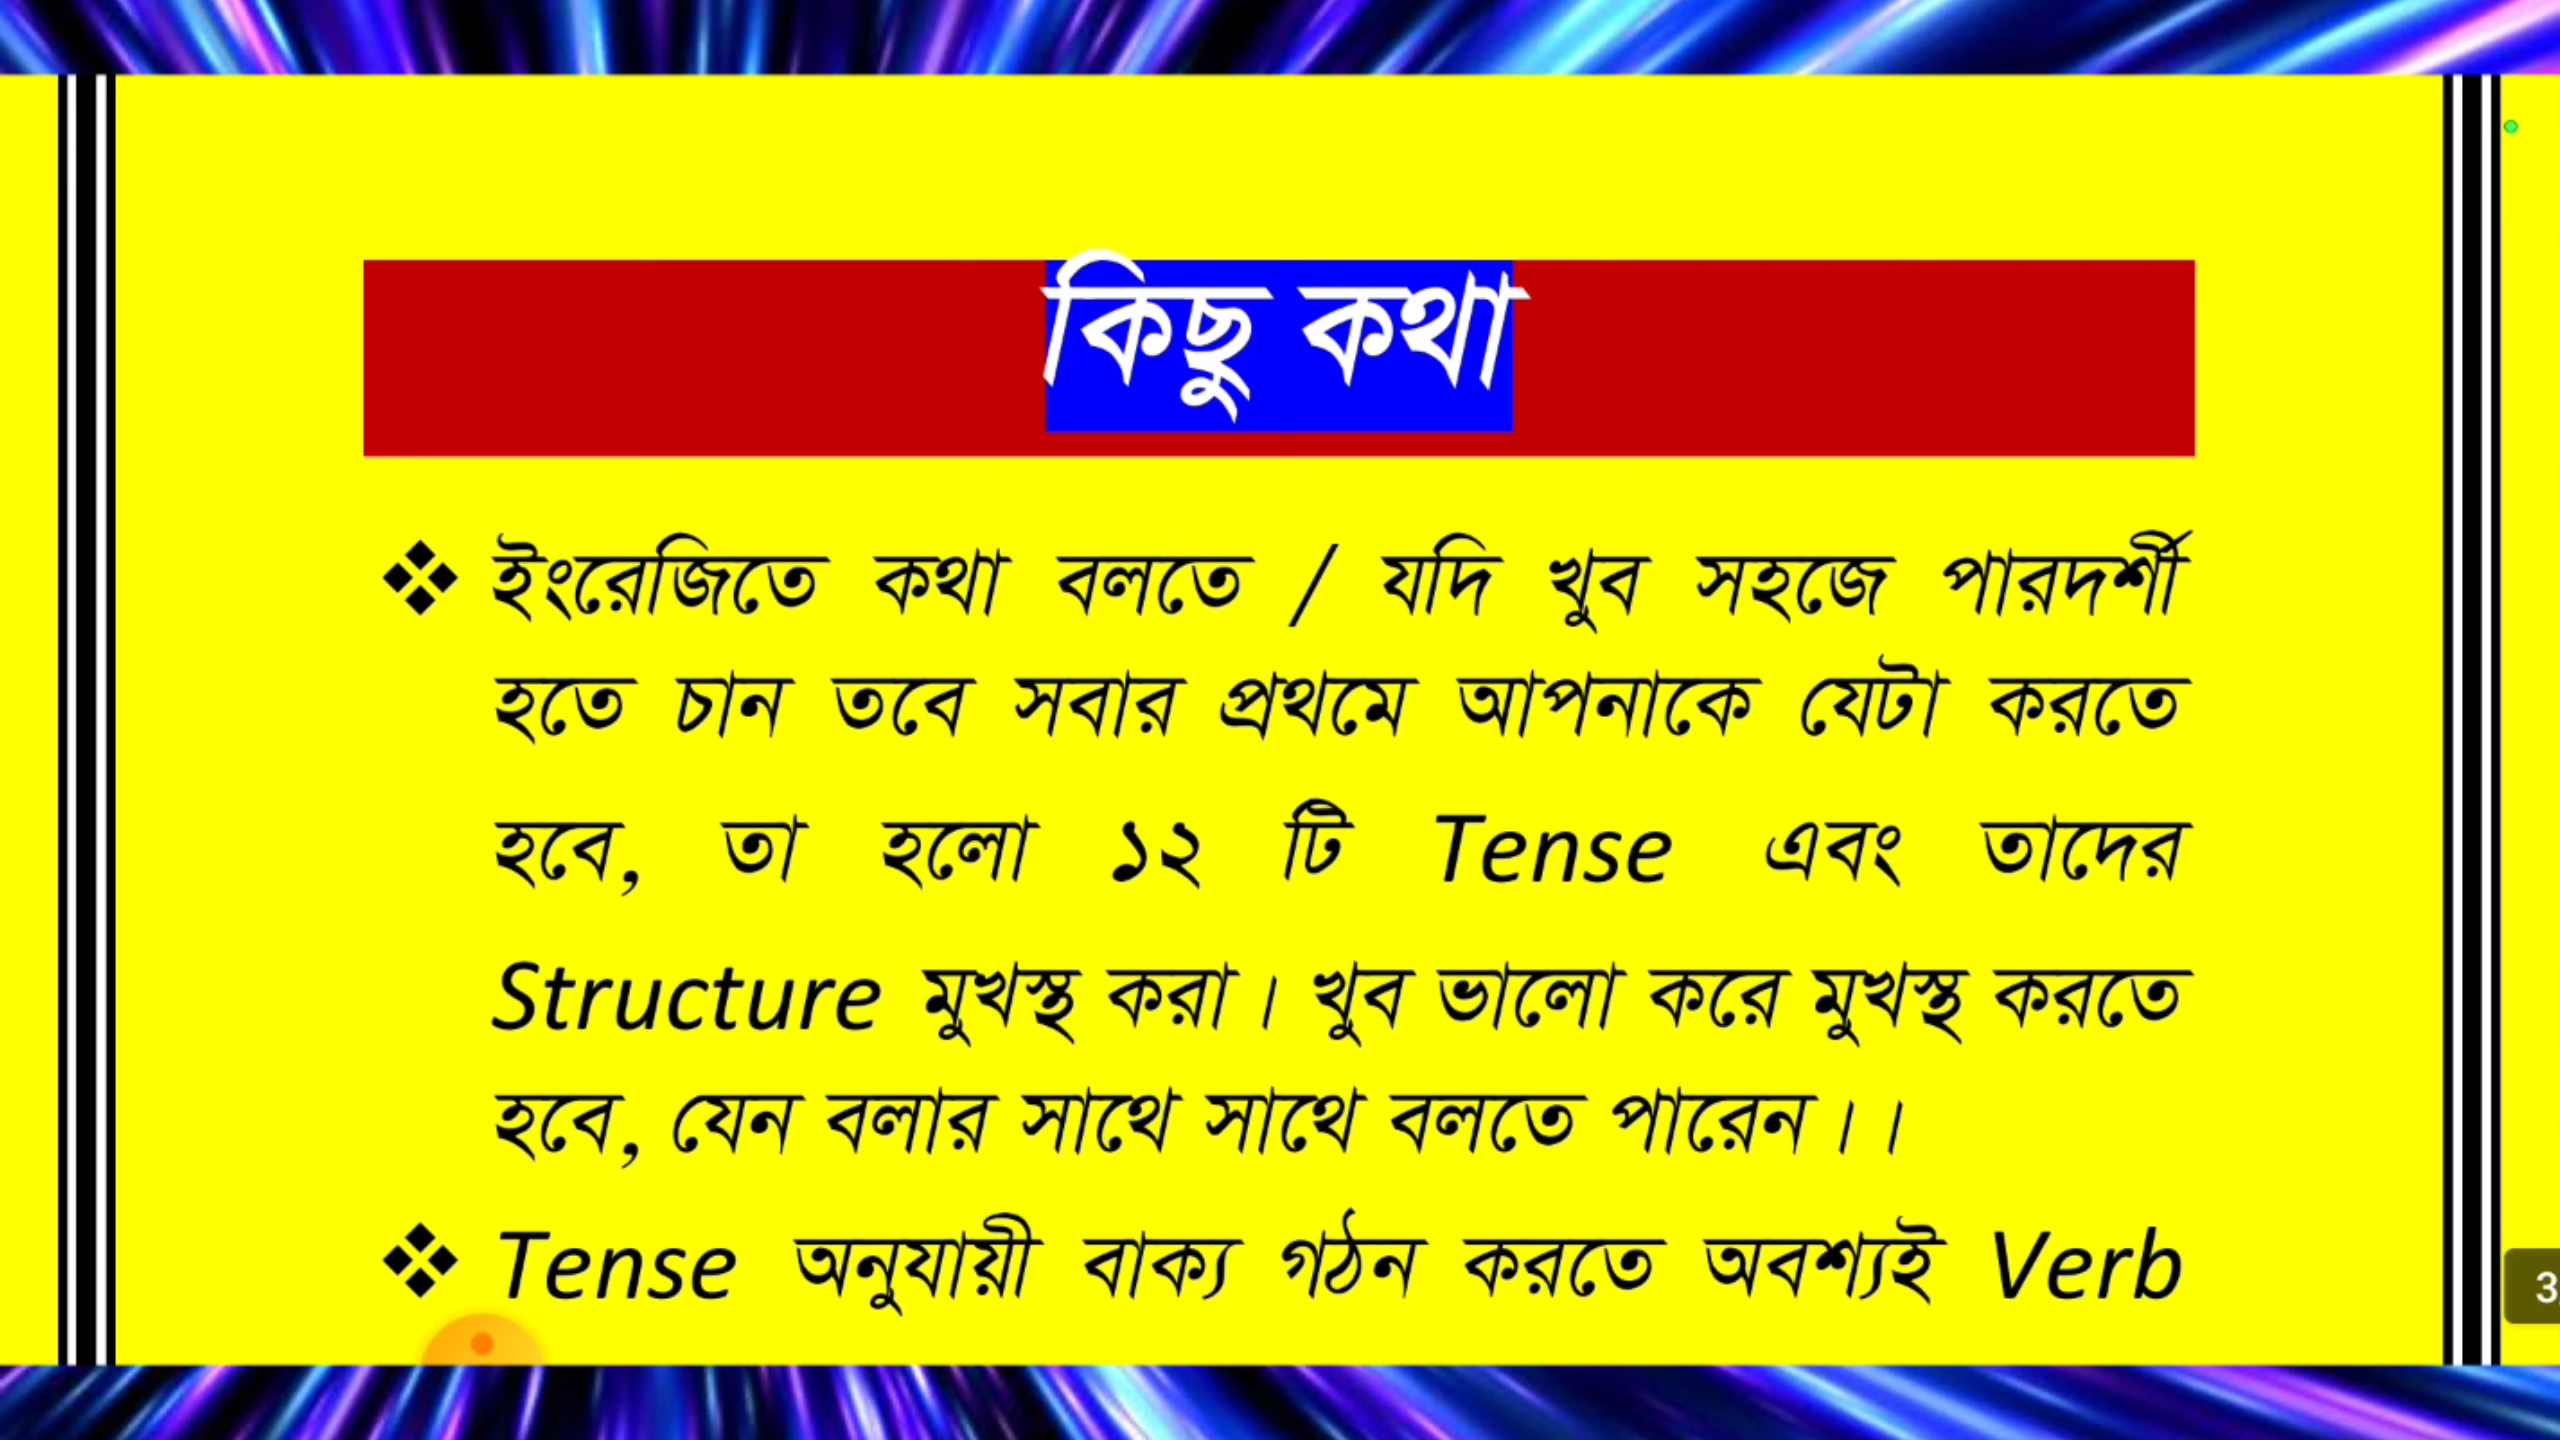 কিছু কথা
❖ ইংরেজিতে কথা বলতে / যদি খুব সহজে পারদর্শী
হতে চান তবে সবার প্রথমে আপনাকে যেটা করতে
হবে, তা হলো ১২ টি Tense এবং তাদের
Structure মুখস্থ করা। খুব ভালো করে মুখস্থ করতে
হবে, যেন বলার সাথে সাথে বলতে পারেন।।
❖ Tense অনুযায়ী বাক্য গঠন করতে অবশ্যই Verb
3